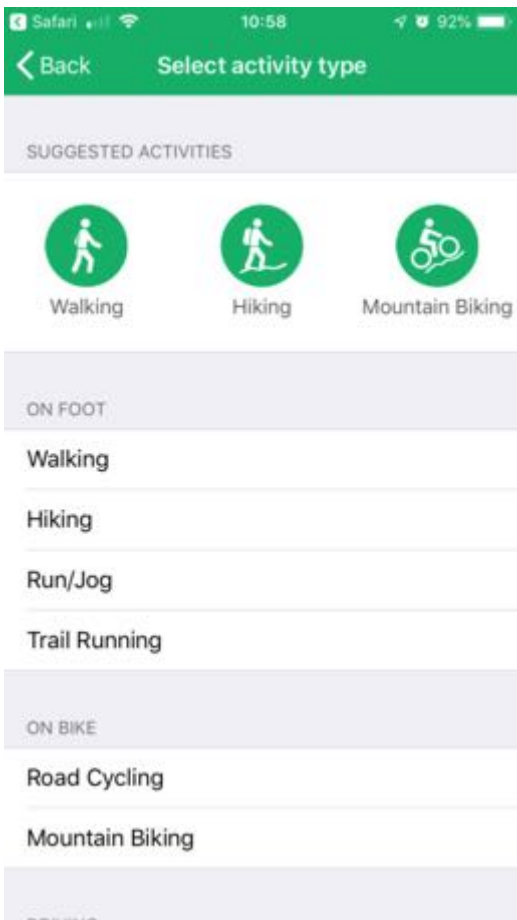 Safari 10:58 92%
Back Select activity type
SUGGESTED ACTIVITIES
Walking Hiking Mountain Biking
ON FOOT
Walking
Hiking
Run/Jog
Trail Running
ON BIKE
Road Cycling
Mountain Biking